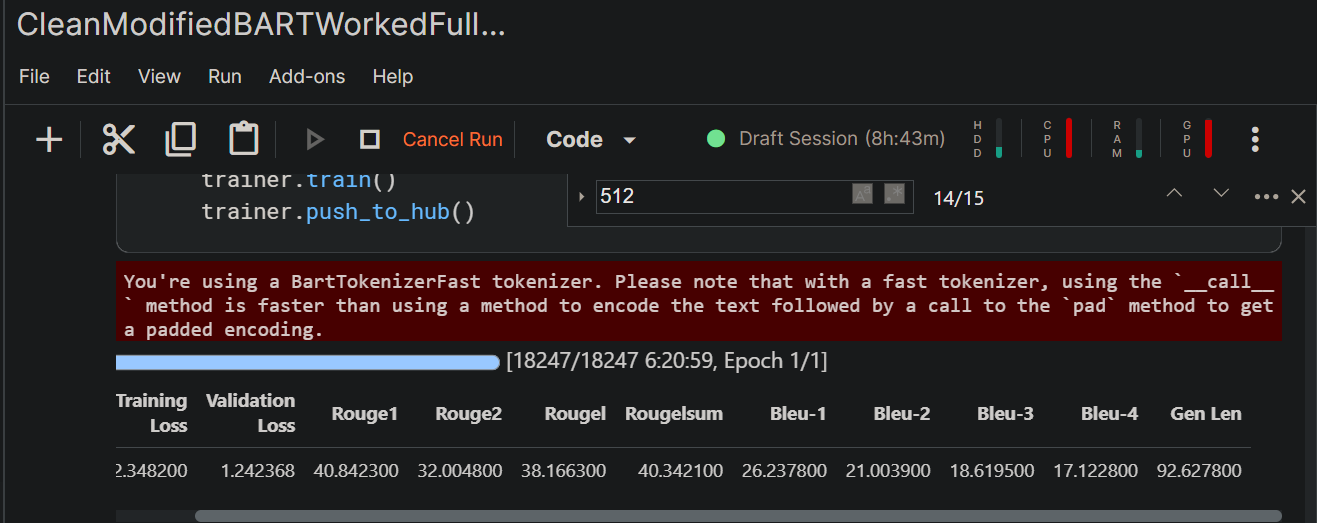 CleanModifiedBARTWorkedFull...
File Edit View Run Add-ons Help
Cancel Run Code Draft Session (8h:43m) HDD CPU RAM GPU
trainer.train()
trainer.push_to_hub()
512 14/15
You're using a BartTokenizerFast tokenizer. Please note that with a fast tokenizer, using the `__call__
` method is faster than using a method to encode the text followed by a call to the `pad` method to get
a padded encoding.
[18247/18247 6:20:59, Epoch 1/1]
Training Loss Validation Loss Rouge1 Rouge2 Rougel Rougelsum Bleu-1 Bleu-2 Bleu-3 Bleu-4 Gen Len
2.348200 1.242368 40.842300 32.004800 38.166300 40.342100 26.237800 21.003900 18.619500 17.122800 92.627800